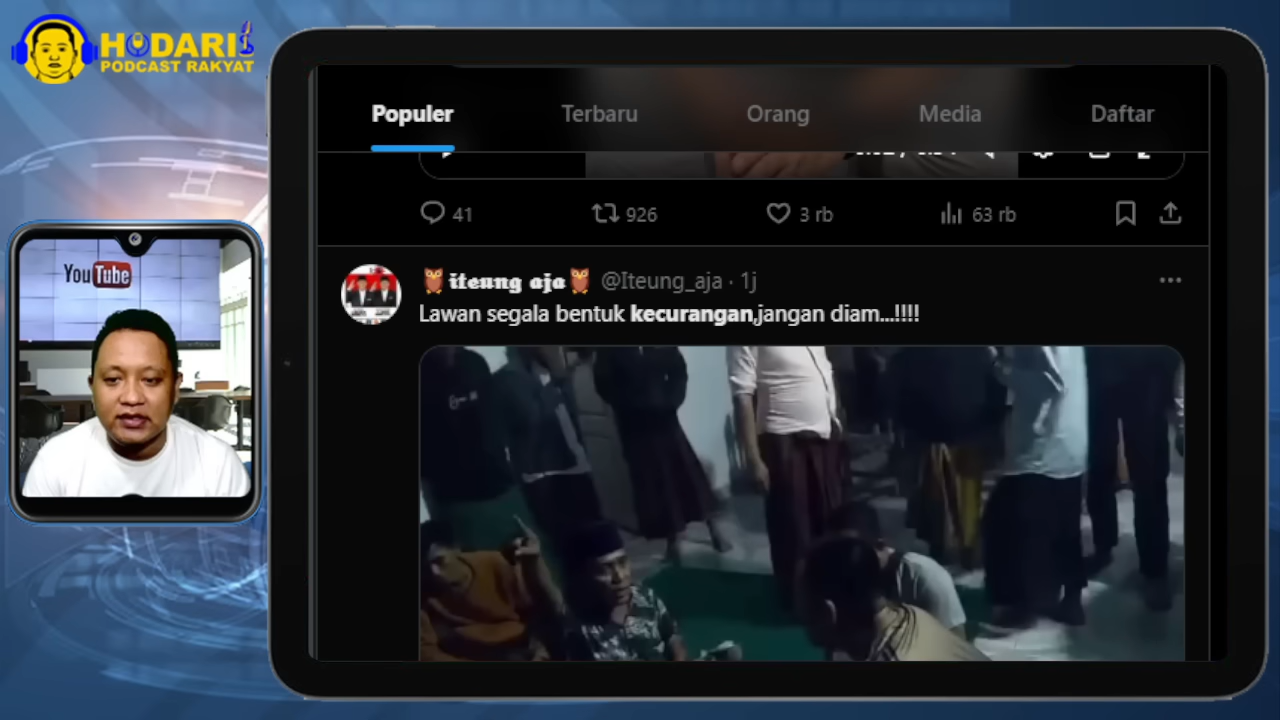 HODARI
PODCAST RAKYAT
YouTube
Populer
Terbaru
Orang
Media
Daftar
41
926
3 rb
63 rb
🦉𝖎𝖙𝖊𝖚𝖓𝖌 𝖆𝖏𝖆🦉 @Iteung_aja · 1j
Lawan segala bentuk kecurangan,jangan diam...!!!!